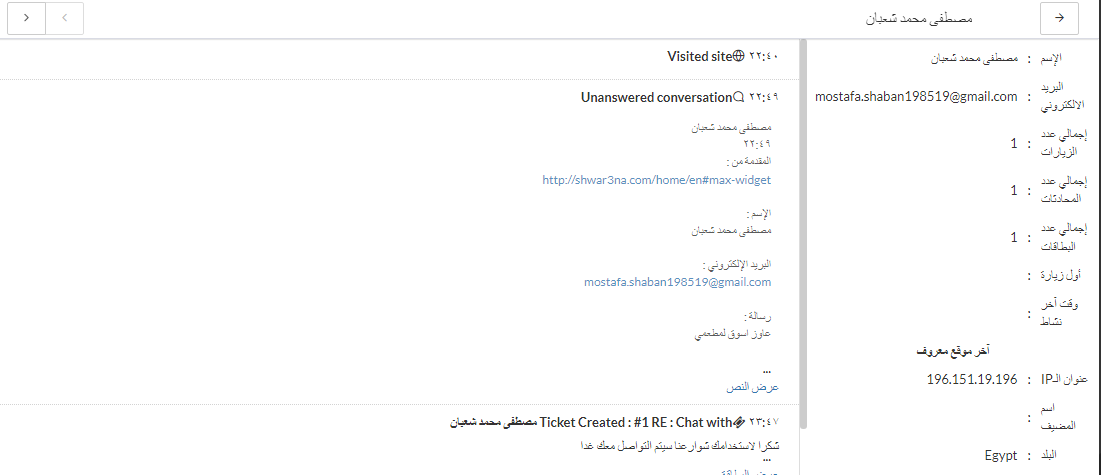 مصطفى محمد شعبان
الإسم : مصطفى محمد شعبان
البريد الالكتروني : mostafa.shaban198519@gmail.com
إجمالي عدد الزيارات : 1
إجمالي عدد المحادثات : 1
إجمالي عدد البطاقات : 1
أول زيارة :
وقت آخر نشاط :
آخر موقع معروف
عنوان الـIP : 196.151.19.196
اسم المضيف :
البلد : Egypt
٢٢:٤٠ Visited site
٢٢:٤٩ Unanswered conversation
مصطفى محمد شعبان
٢٢:٤٩
المقدمة من :
http://shwar3na.com/home/en#max-widget
الإسم :
مصطفى محمد شعبان
البريد الإلكتروني :
mostafa.shaban198519@gmail.com
رسالة :
عاوز اسوق لمطعمي
...
عرض النص
٢٣:٤٧ Ticket Created : #1 RE : Chat with مصطفى محمد شعبان
شكرا لاستخدامك شوارعنا سيتم التواصل معك غدا
...